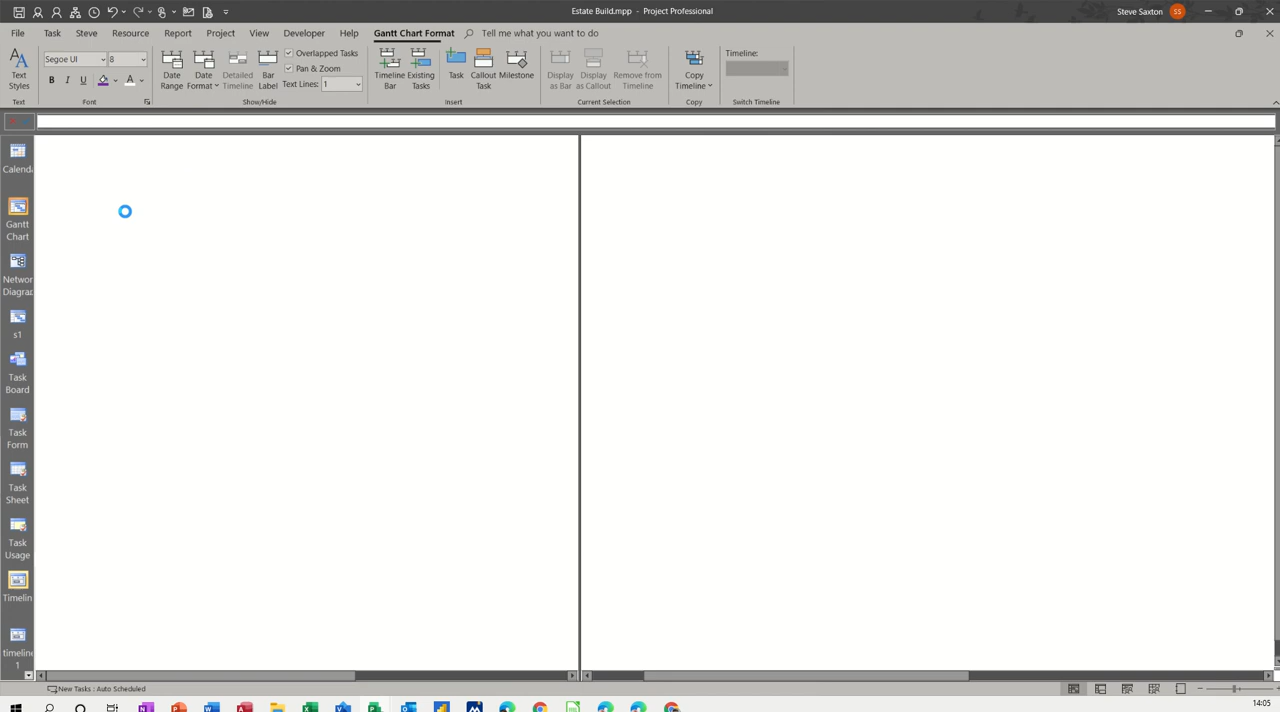 Estate Build.mpp - Project Professional
Steve Saxton SS
File Task Steve Resource Report Project View Developer Help Gantt Chart Format Tell me what you want to do
Segoe UI 8
Overlapped Tasks
Timeline:
Pan & Zoom
Text Styles
B I U A
Date Range
Date Format
Detailed Timeline
Bar Label
Text Lines: 1
Timeline Bar
Existing Tasks
Task
Callout Task
Milestone
Display as Bar
Display as Callout
Remove from Timeline
Copy Timeline
Text Font Show/Hide Insert Current Selection Copy Switch Timeline
Calenda
Gantt
Chart
Networ
Diagra
s1
Task
Board
Task
Form
Task
Sheet
Task
Usage
Timelin
timeline
1
New Tasks : Auto Scheduled
14:05